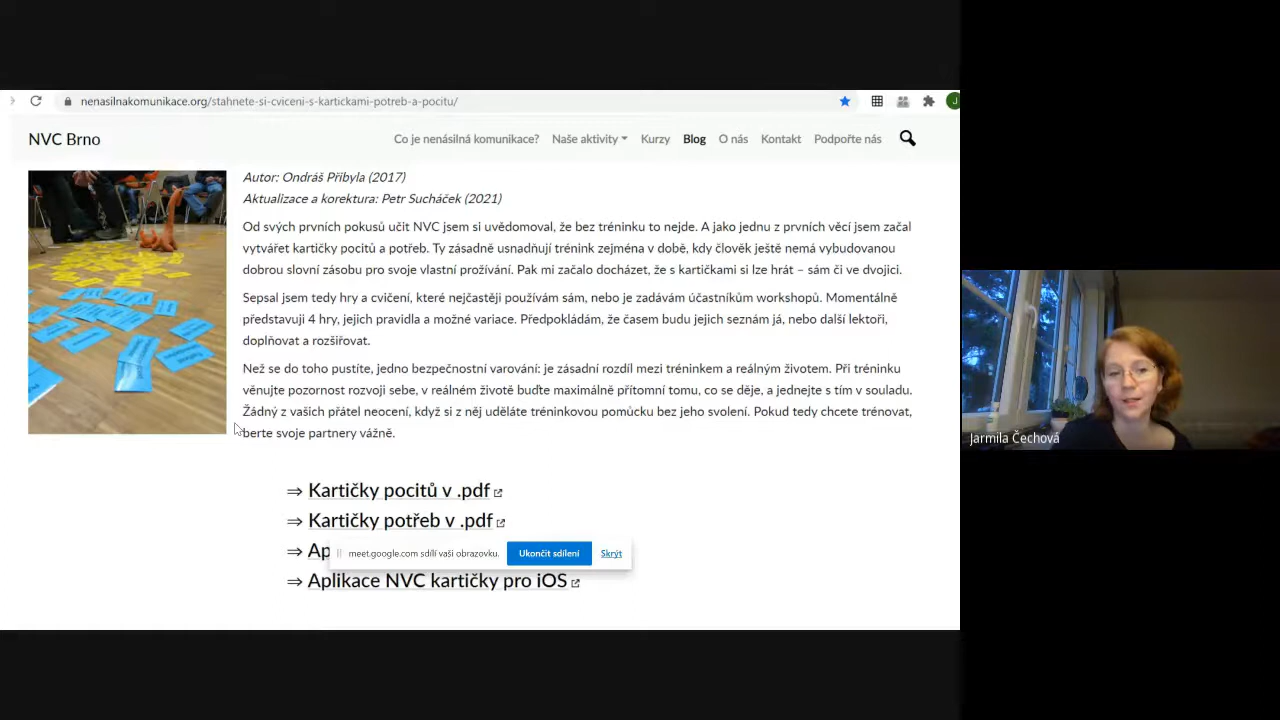 nenasilnakomunikace.org/stahnete-si-cviceni-s-kartickami-potreb-a-pocitu/
J
NVC Brno
Co je nenásilná komunikace? Naše aktivity Kurzy Blog O nás Kontakt Podpořte nás
Autor: Ondráš Přibyla (2017)
Aktualizace a korektura: Petr Sucháček (2021)
Od svých prvních pokusů učit NVC jsem si uvědomoval, že bez tréninku to nejde. A jako jednu z prvních věcí jsem začal
vytvářet kartičky pocitů a potřeb. Ty zásadně usnadňují trénink zejména v době, kdy člověk ještě nemá vybudovanou
dobrou slovní zásobu pro svoje vlastní prožívání. Pak mi začalo docházet, že s kartičkami si lze hrát – sám či ve dvojici.
Sepsal jsem tedy hry a cvičení, které nejčastěji používám sám, nebo je zadávám účastníkům workshopů. Momentálně
představuji 4 hry, jejich pravidla a možné variace. Předpokládám, že časem budu jejich seznam já, nebo další lektoři,
doplňovat a rozšiřovat.
Než se do toho pustíte, jedno bezpečnostní varování: je zásadní rozdíl mezi tréninkem a reálným životem. Při tréninku
věnujte pozornost rozvoji sebe, v reálném životě buďte maximálně přítomní tomu, co se děje, a jednejte s tím v souladu.
Žádný z vašich přátel neocení, když si z něj uděláte tréninkovou pomůcku bez jeho svolení. Pokud tedy chcete trénovat,
berte svoje partnery vážně.
⇒ Kartičky pocitů v .pdf
⇒ Kartičky potřeb v .pdf
⇒ Ap
meet.google.com sdílí vaši obrazovku. Ukončit sdílení Skrýt
⇒ Aplikace NVC kartičky pro iOS
Jarmila Čechová